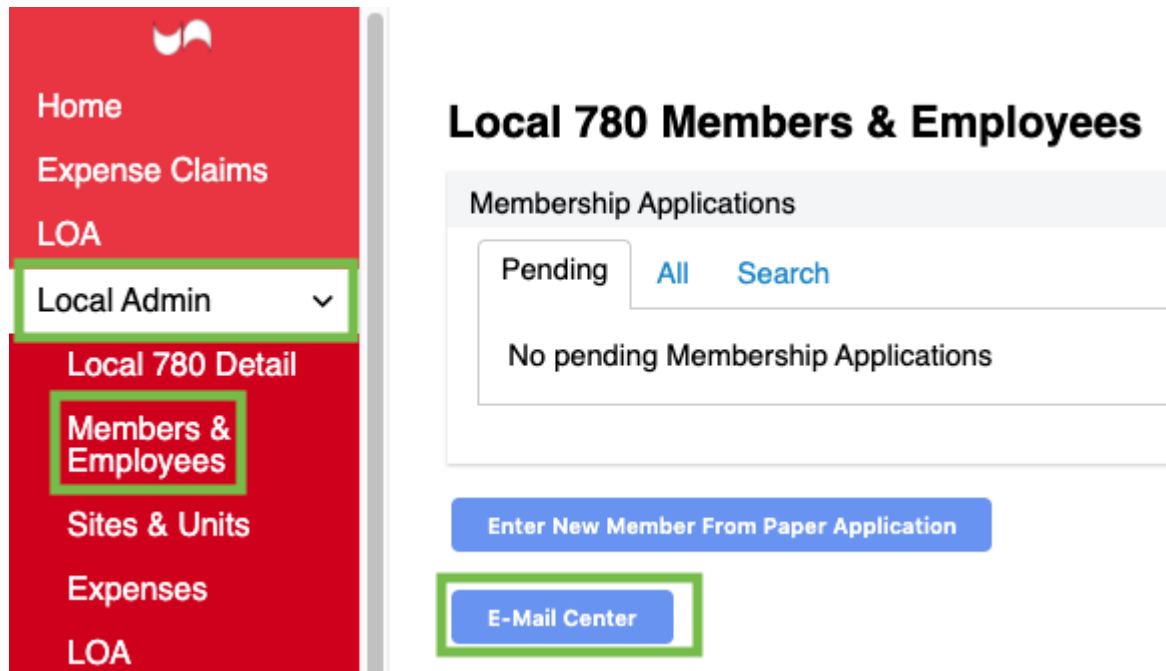 Home
Expense Claims
LOA
Local Admin
Local 780 Detail
Members &
Employees
Sites & Units
Expenses
LOA
Local 780 Members & Employees
Membership Applications
Pending All Search
No pending Membership Applications
Enter New Member From Paper Application
E-Mail Center